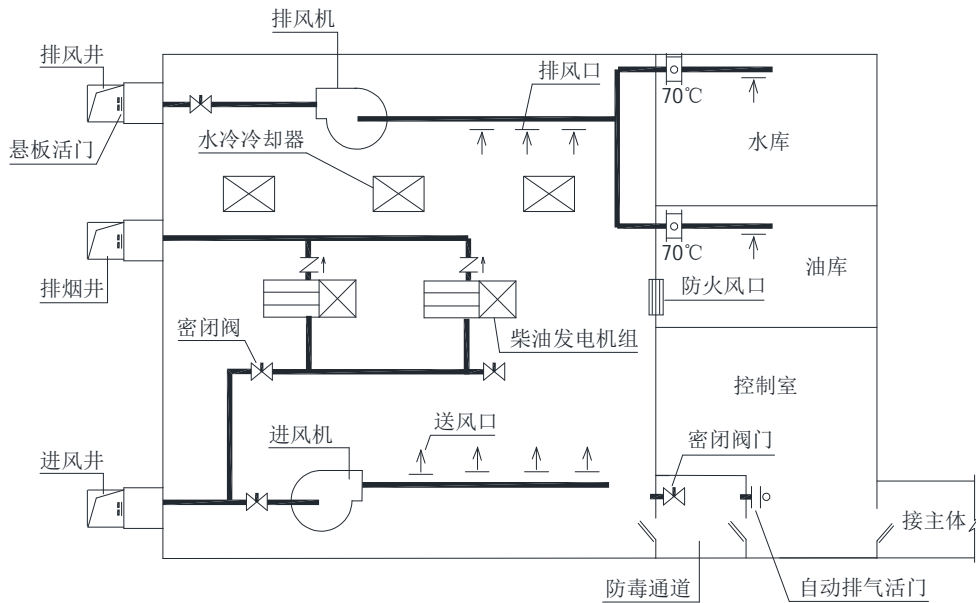 排风机
排风井
排风口
70℃
悬板活门
水冷冷却器
水库
70℃
油库
排烟井
防火风口
密闭阀
柴油发电机组
控制室
送风口
进风机
密闭阀门
进风井
接主体
防毒通道
自动排气活门